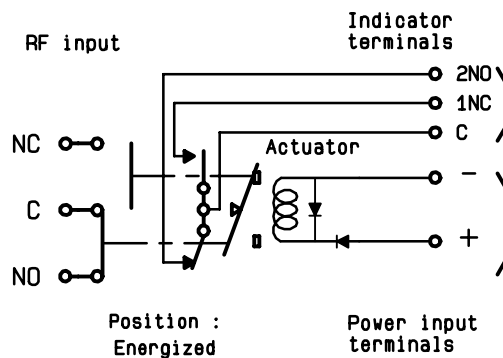 RF input
Indicator
terminals
2NO
1NC
C
Actuator
NC
C
NO
-
+
Position :
Energized
Power input
terminals